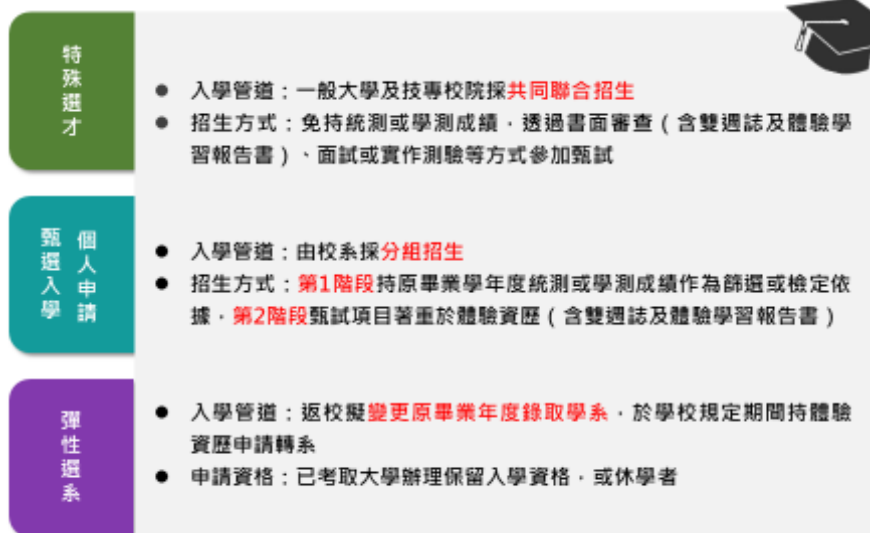 特殊選才
入學管道：一般大學及技專校院採共同聯合招生
招生方式：免持統測或學測成績，透過書面審查（含雙週誌及體驗學
習報告書）、面試或實作測驗等方式參加甄試
個人申請
甄選入學
入學管道：由校系採分組招生
招生方式：第1階段持原畢業學年度統測或學測成績作為篩選或檢定依
據，第2階段甄試項目著重於體驗資歷（含雙週誌及體驗學習報告書）
彈性選系
入學管道：返校擬變更原畢業年度錄取學系，於學校規定期間持體驗
資歷申請轉系
申請資格：已考取大學辦理保留入學資格，或休學者